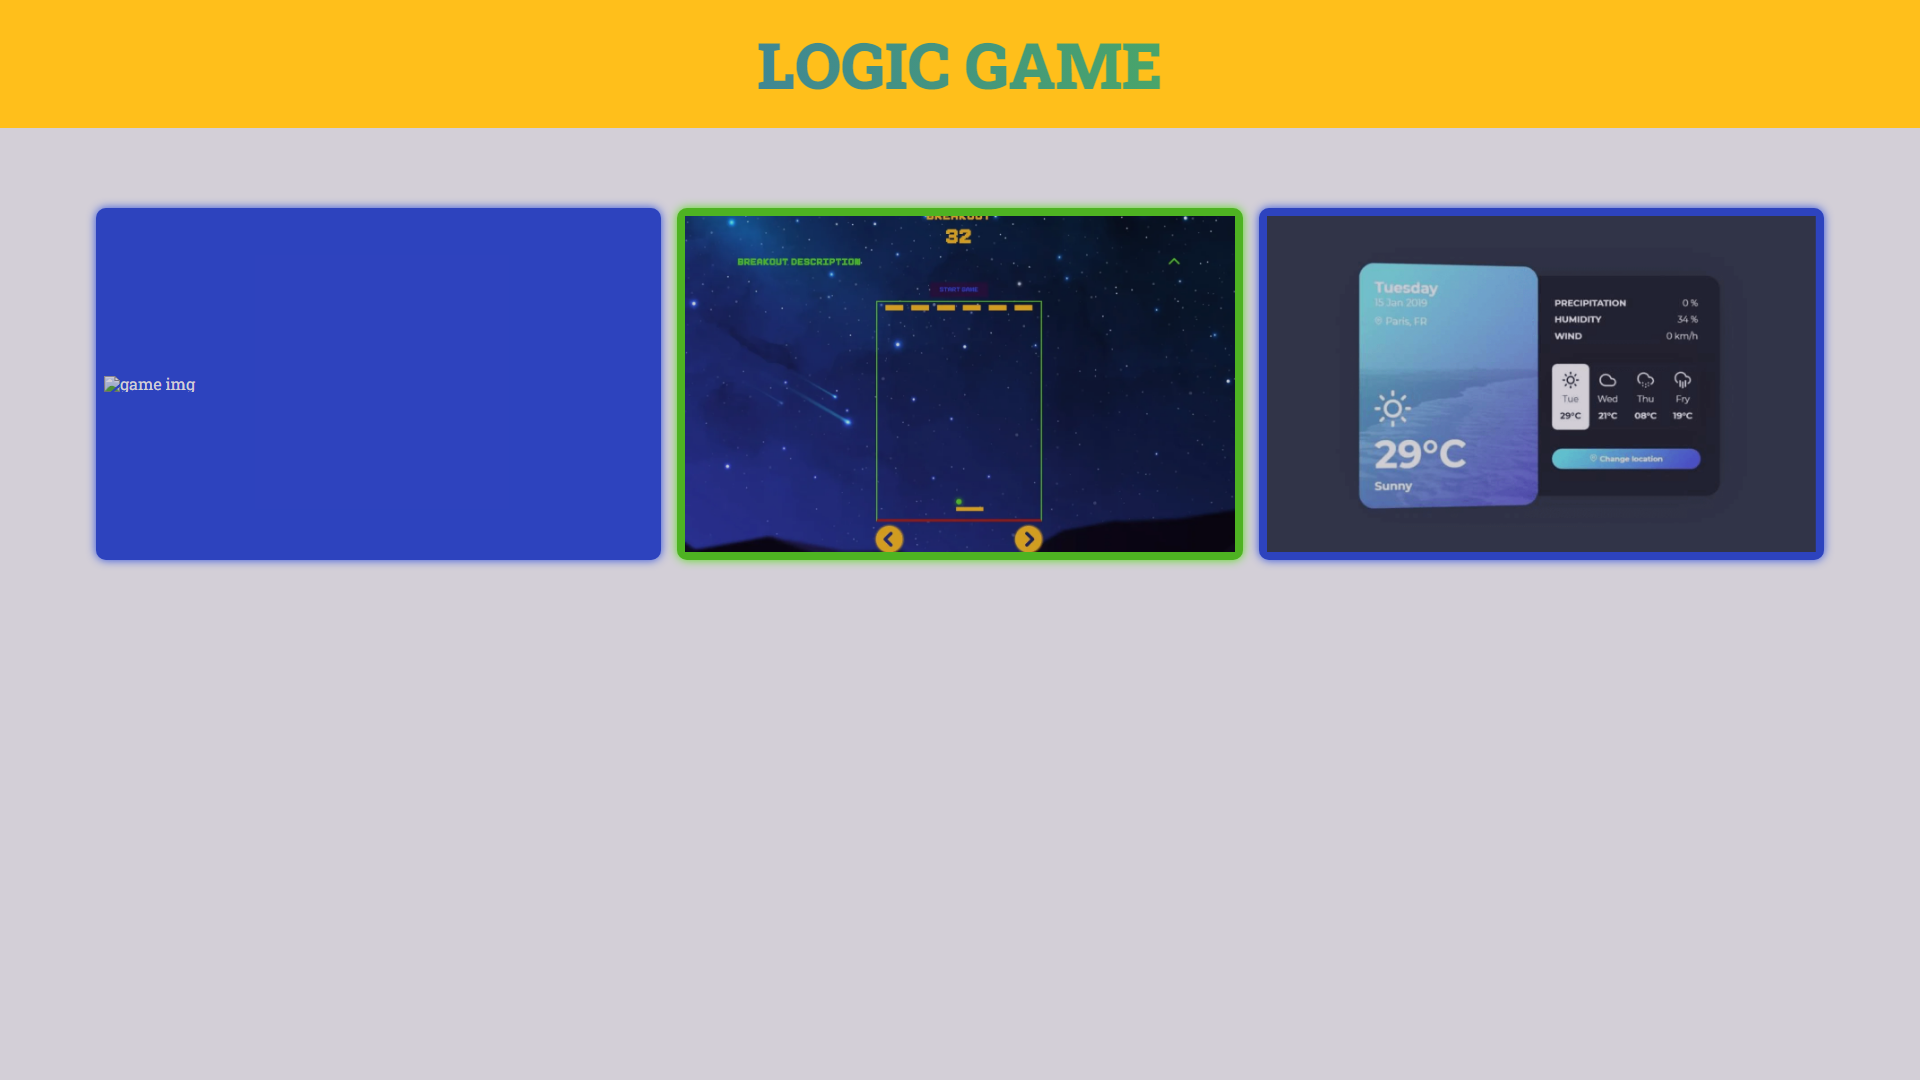 LOGIC GAME
game img
BREAKOUT
32
BREAKOUT DESCRIPTION
START GAME
Tuesday
15 Jan 2019
Paris, FR
29°C
Sunny
PRECIPITATION 0 %
HUMIDITY 34 %
WIND 0 km/h
Tue Wed Thu Fry
29°C 21°C 08°C 19°C
Change location